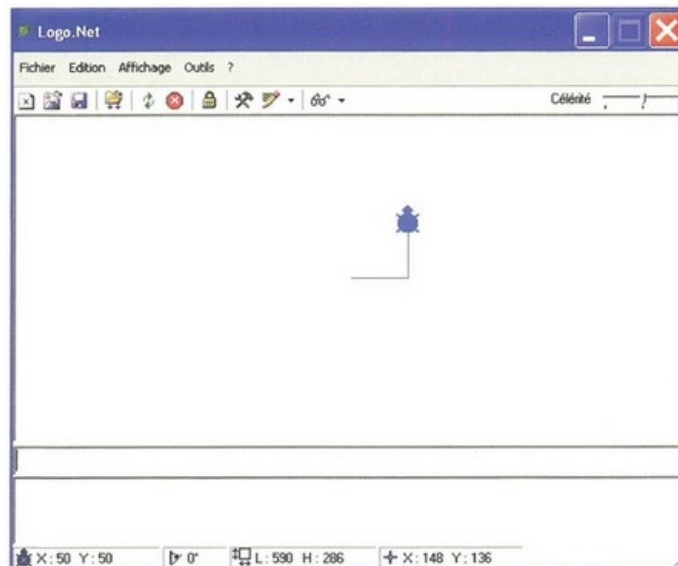 Logo.Net
Fichier Edition Affichage Outils ?
Célérité
X:50 Y:50 0° L:590 H:286 X:148 Y:136